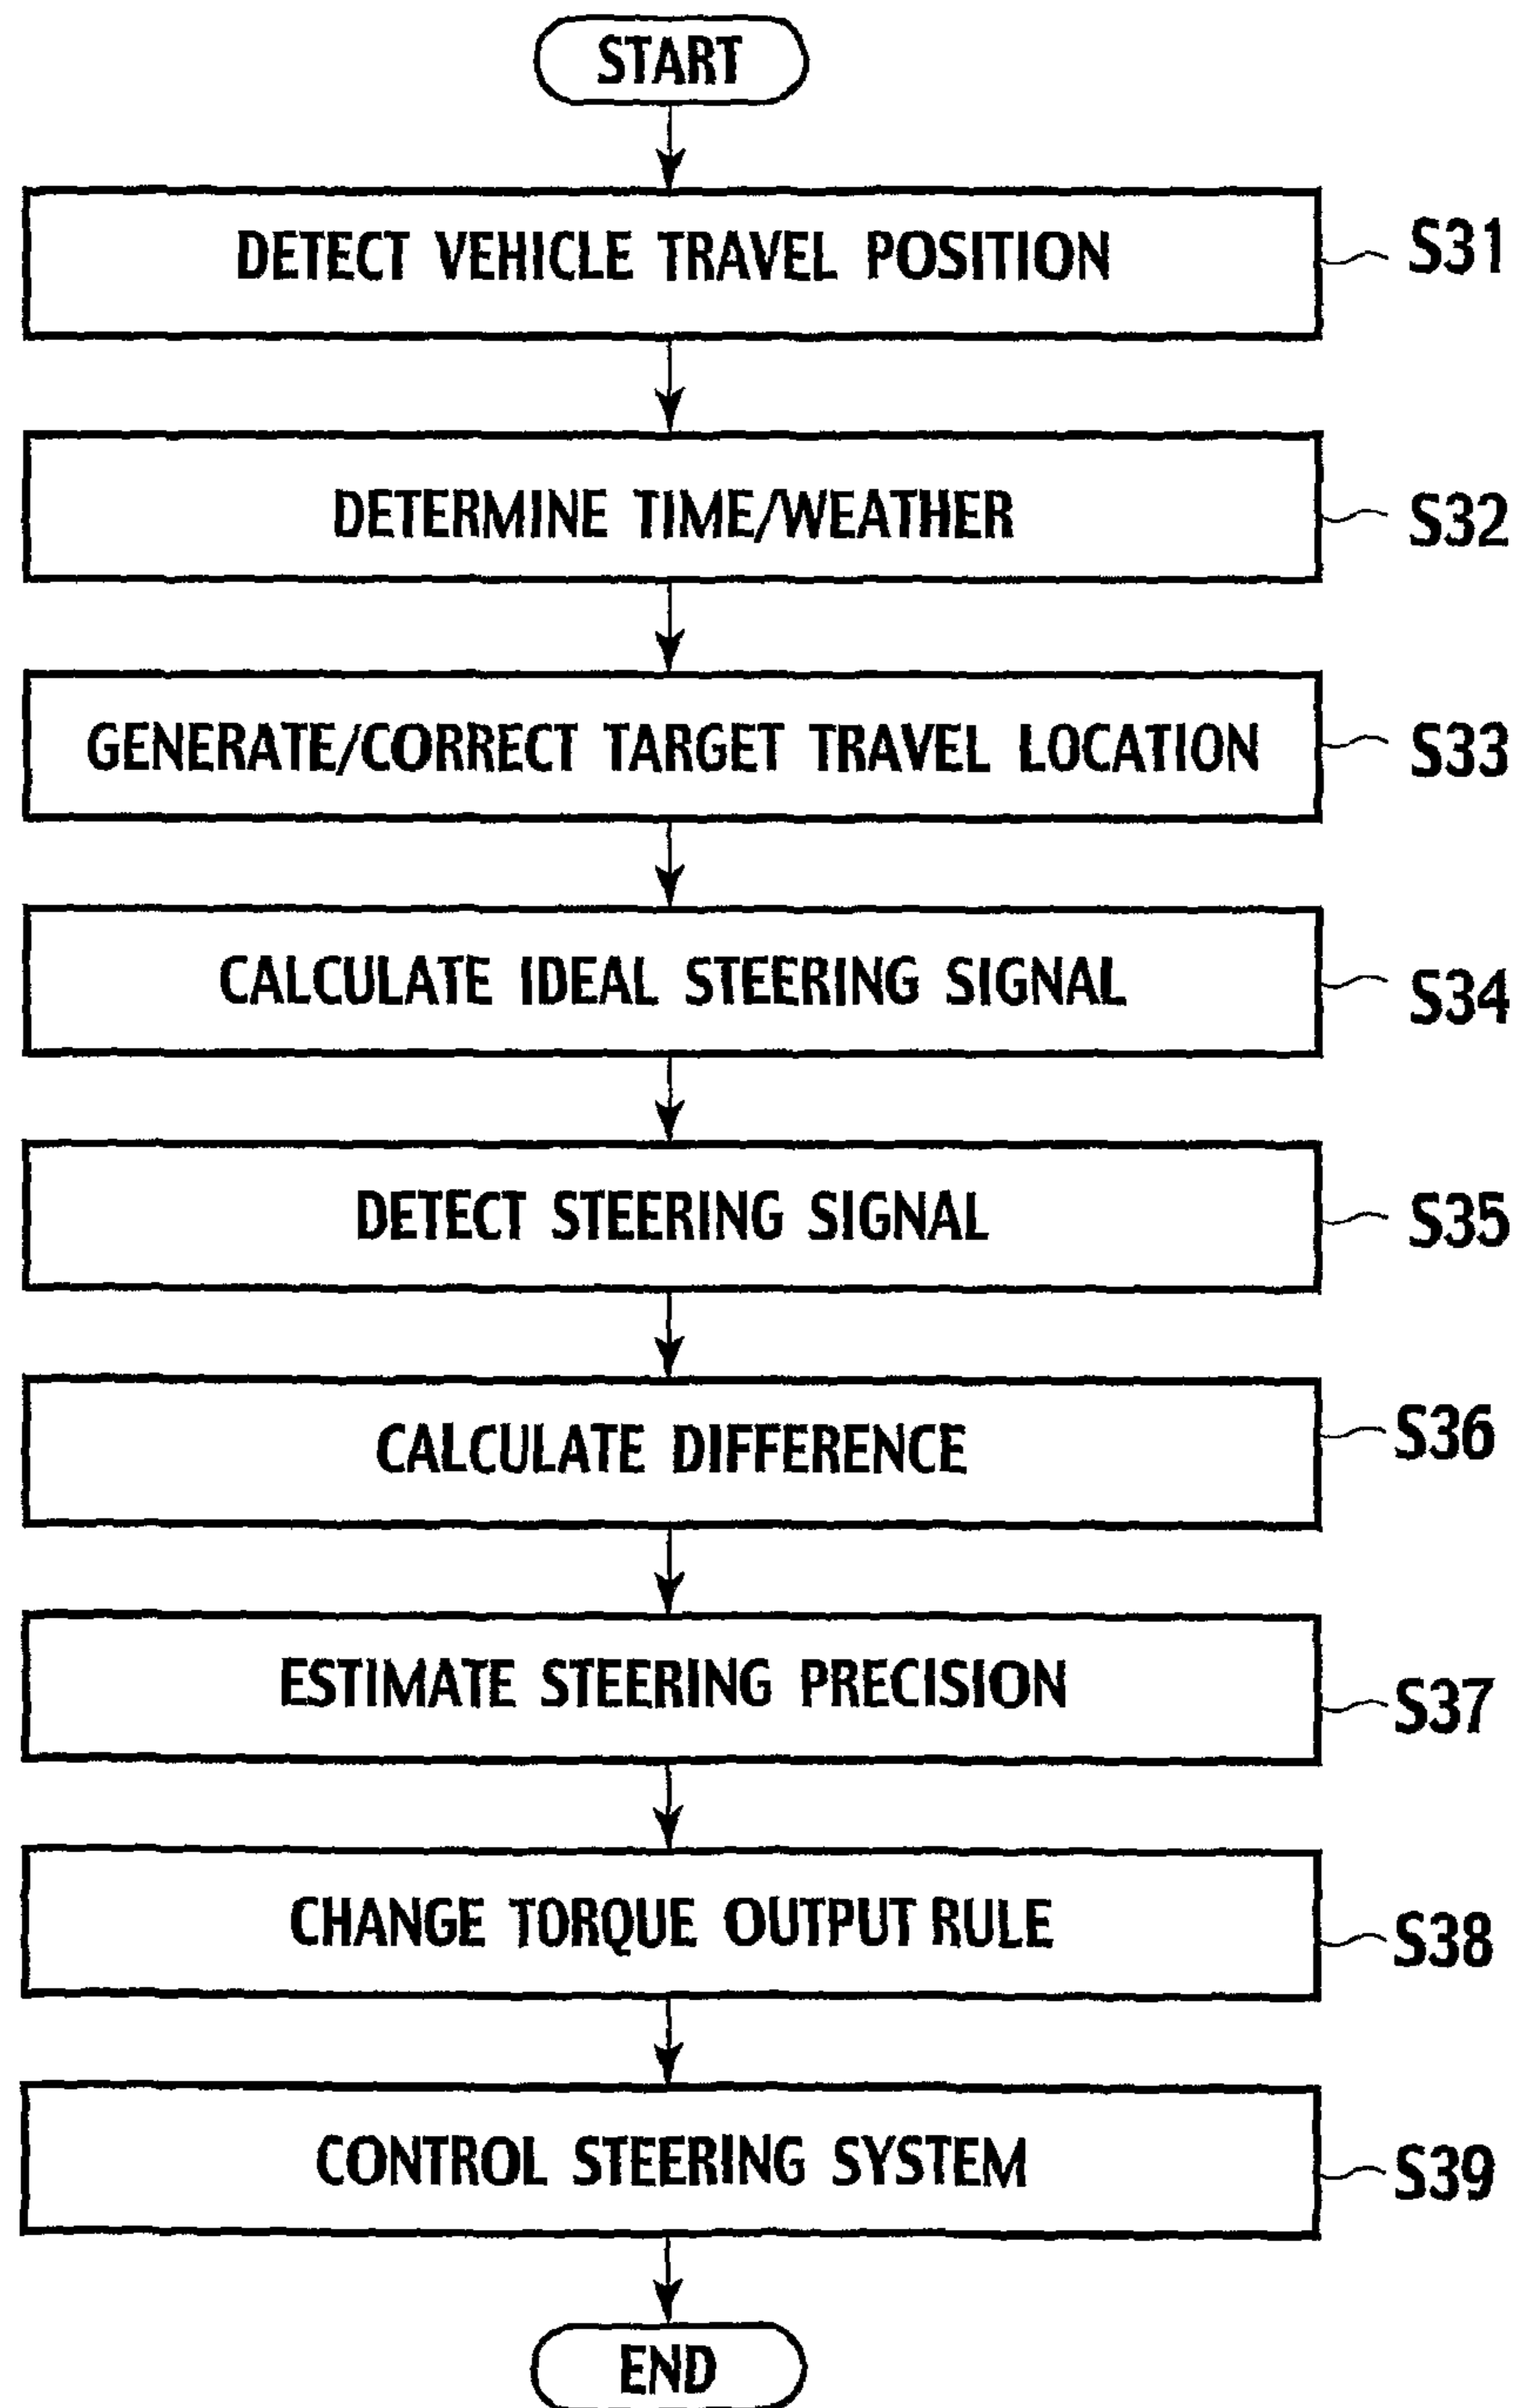 START
DETECT VEHICLE TRAVEL POSITION
S31
DETERMINE TIME/WEATHER
S32
GENERATE/CORRECT TARGET TRAVEL LOCATION
S33
CALCULATE IDEAL STEERING SIGNAL
S34
DETECT STEERING SIGNAL
S35
CALCULATE DIFFERENCE
S36
ESTIMATE STEERING PRECISION
S37
CHANGE TORQUE OUTPUT RULE
S38
CONTROL STEERING SYSTEM
S39
END